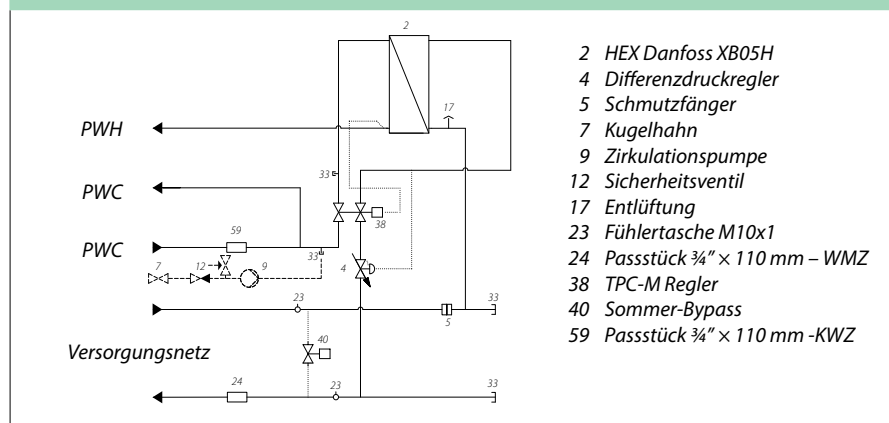 2
17
PWH
33
PWC
38
59
PWC
33
7
12
9
4
23
33
5
Versorgungsnetz
40
24
23
33
2 HEX Danfoss XB05H
4 Differenzdruckregler
5 Schmutzfänger
7 Kugelhahn
9 Zirkulationspumpe
12 Sicherheitsventil
17 Entlüftung
23 Fühlertasche M10x1
24 Passstück ¾” × 110 mm – WMZ
38 TPC-M Regler
40 Sommer-Bypass
59 Passstück ¾” × 110 mm -KWZ